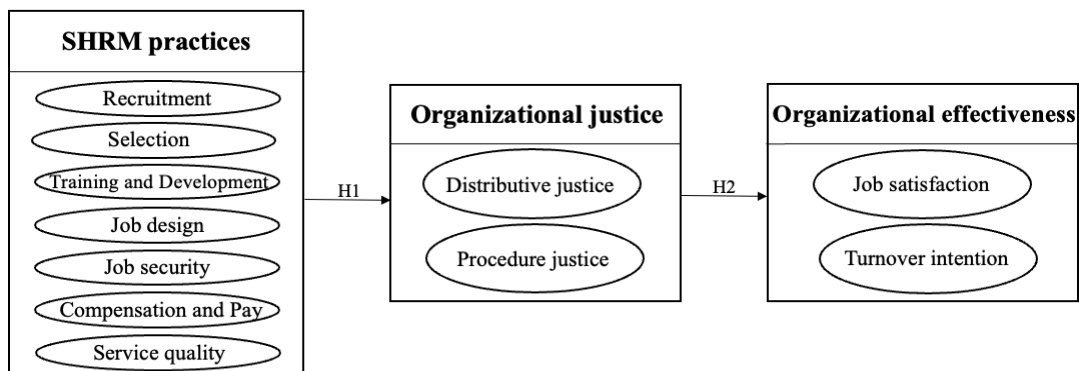 SHRM practices
Recruitment
Selection
Training and Development
Job design
Job security
Compensation and Pay
Service quality
H1
Organizational justice
Distributive justice
Procedure justice
H2
Organizational effectiveness
Job satisfaction
Turnover intention